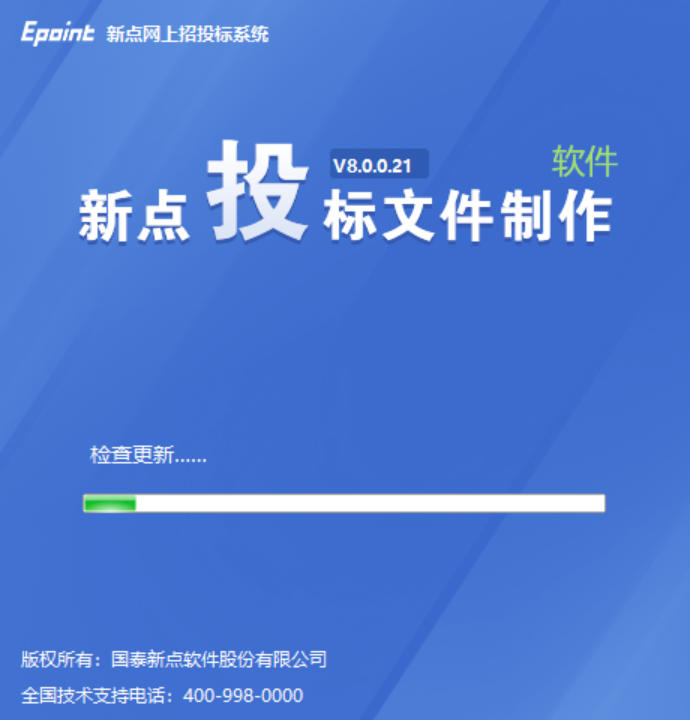 Epoint 新点网上招投标系统
V8.0.0.21 软件
新点投标文件制作
检查更新......
版权所有：国泰新点软件股份有限公司
全国技术支持电话：400-998-0000